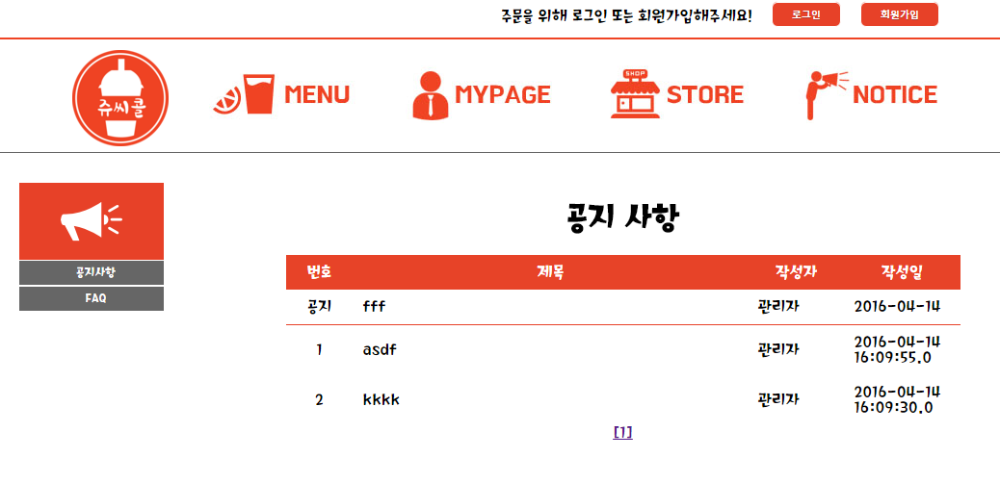 주문을 위해 로그인 또는 회원가입해주세요!
로그인
회원가입
쥬씨콜
MENU
MYPAGE
SHOP
STORE
NOTICE
공지사항
FAQ
공지 사항
번호 제목 작성자 작성일
공지 fff 관리자 2016-04-14
1 asdf 관리자 2016-04-14
16:09:55.0
2 kkkk 관리자 2016-04-14
16:09:30.0
[1]